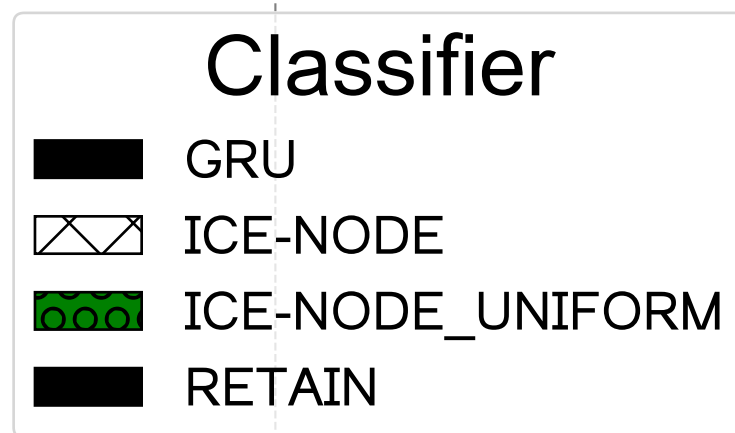 Classifier
GRU
ICE-NODE
ICE-NODE_UNIFORM
RETAIN